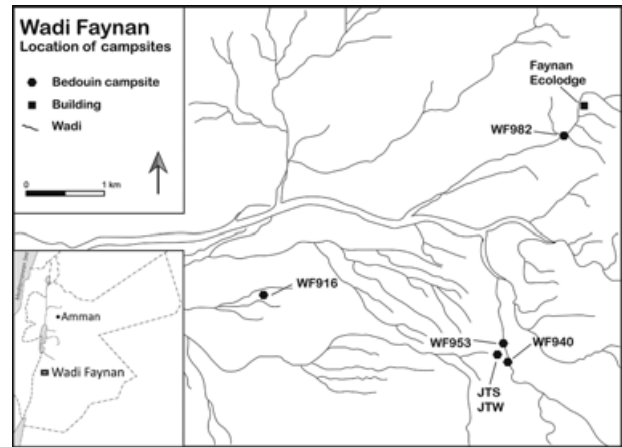 Wadi Faynan
Location of campsites
Bedouin campsite
Building
Wadi
0 1 km
Faynan
Ecolodge
WF982
WF916
WF953
WF940
JTS
JTW
Amman
Wadi Faynan